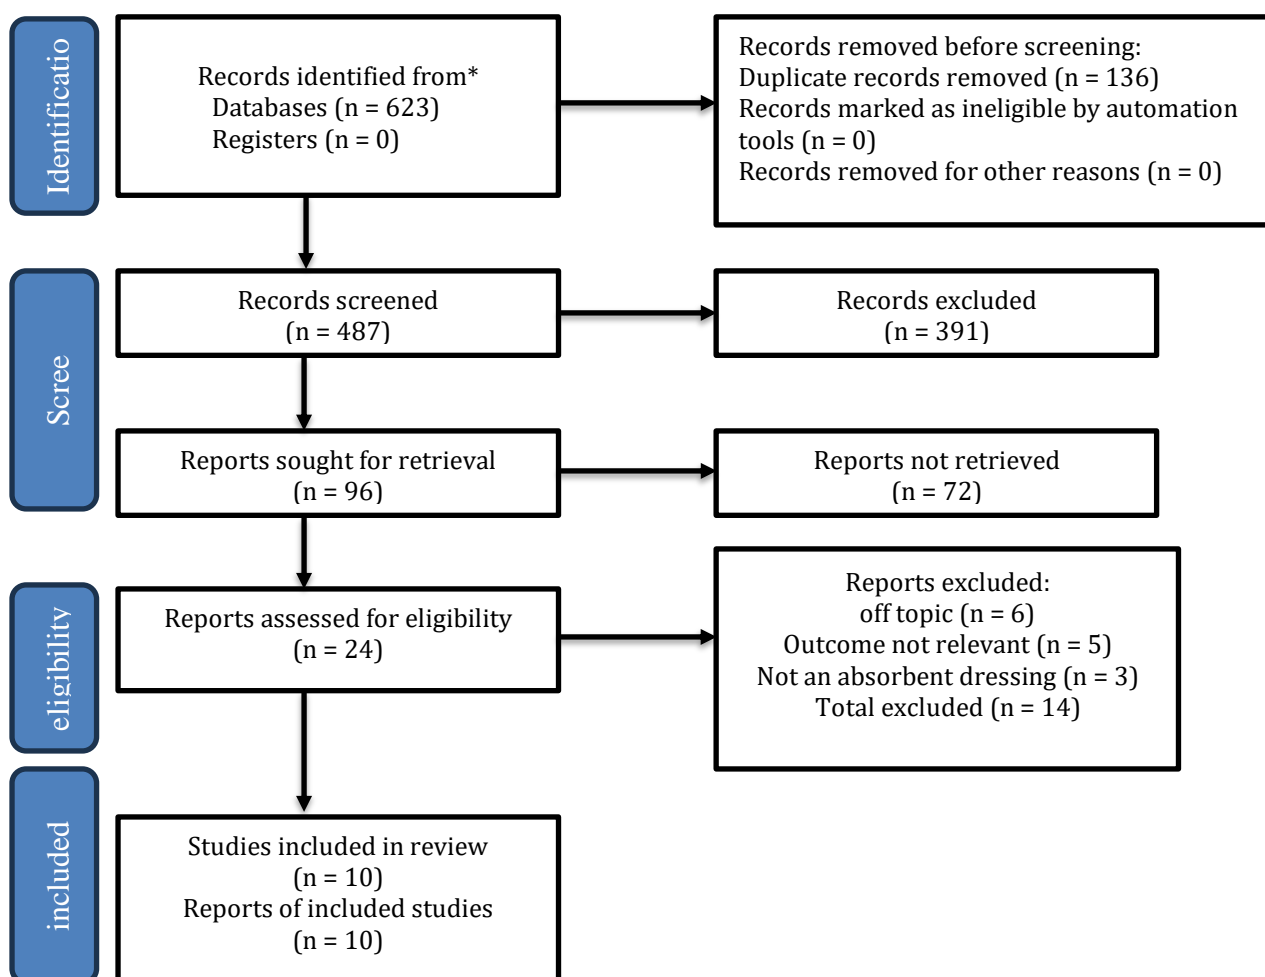 Identificatio
Records identified from*
Databases (n = 623)
Registers (n = 0)
Records removed before screening:
Duplicate records removed (n = 136)
Records marked as ineligible by automation
tools (n = 0)
Records removed for other reasons (n = 0)
Scree
Records screened
(n = 487)
Records excluded
(n = 391)
Reports sought for retrieval
(n = 96)
Reports not retrieved
(n = 72)
eligibility
Reports assessed for eligibility
(n = 24)
Reports excluded:
off topic (n = 6)
Outcome not relevant (n = 5)
Not an absorbent dressing (n = 3)
Total excluded (n = 14)
included
Studies included in review
(n = 10)
Reports of included studies
(n = 10)